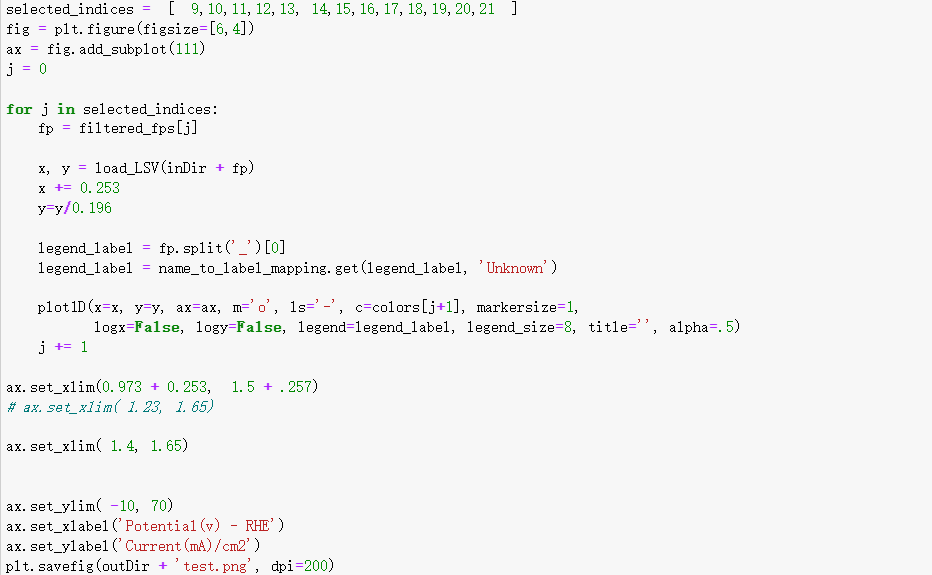 selected_indices =  [  9,10,11,12,13, 14,15,16,17,18,19,20,21  ]
fig = plt.figure(figsize=[6,4])
ax = fig.add_subplot(111)
j = 0
for j in selected_indices:
    fp = filtered_fps[j]
    x, y = load_LSV(inDir + fp)
    x += 0.253
    y=y/0.196
    legend_label = fp.split('_')[0]
    legend_label = name_to_label_mapping.get(legend_label, 'Unknown')
    plot1D(x=x, y=y, ax=ax, m='o', ls='-', c=colors[j+1], markersize=1,
           logx=False, logy=False, legend=legend_label, legend_size=8, title='', alpha=.5)
    j += 1
ax.set_xlim(0.973 + 0.253,  1.5 + .257)
# ax.set_xlim( 1.23, 1.65)
ax.set_xlim( 1.4, 1.65)
ax.set_ylim( -10, 70)
ax.set_xlabel('Potential(v) - RHE')
ax.set_ylabel('Current(mA)/cm2')
plt.savefig(outDir + 'test.png', dpi=200)